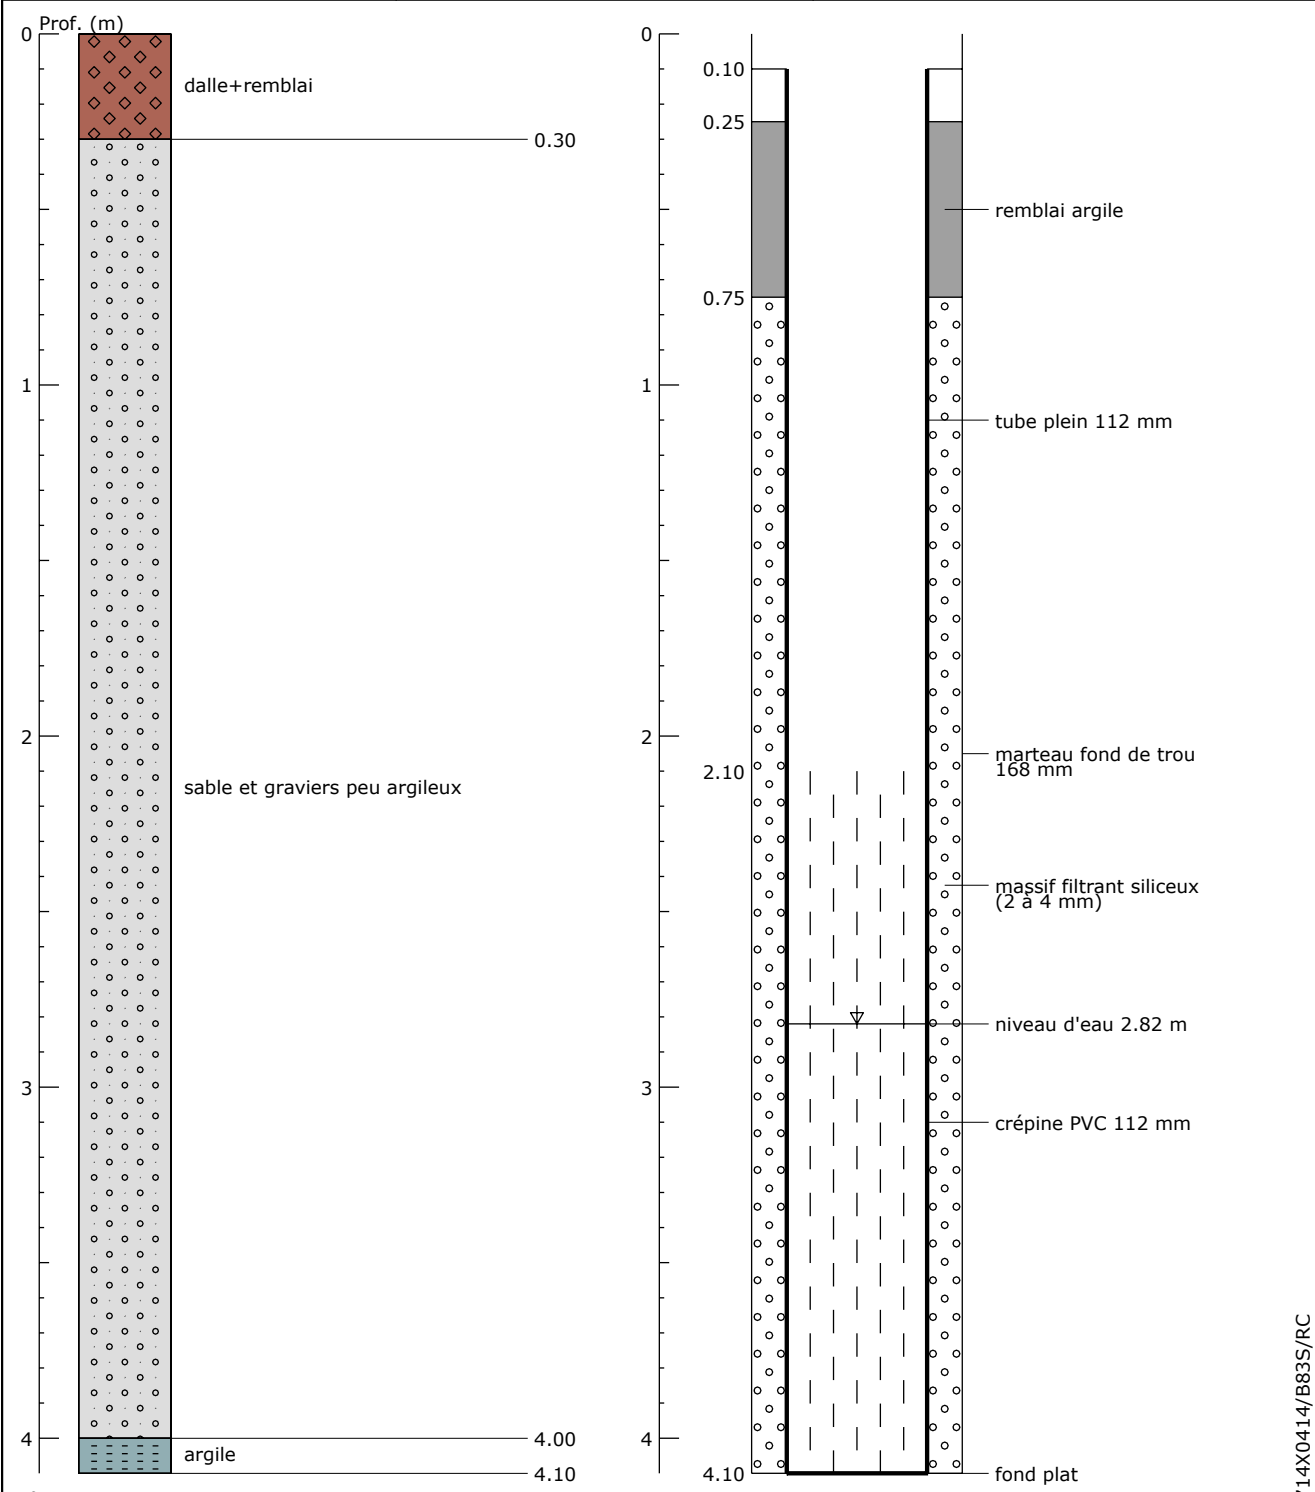 Prof. (m)
0
dalle+remblai
0.30
1
2
sable et graviers peu argileux
3
4
4.00
argile
4.10
0
0.10
0.25
remblai argile
0.75
1
tube plein 112 mm
2
marteau fond de trou
168 mm
2.10
massif filtrant siliceux
(2 à 4 mm)
niveau d'eau 2.82 m
3
crépine PVC 112 mm
4
4.10
fond plat
714X0414/B83S/RC